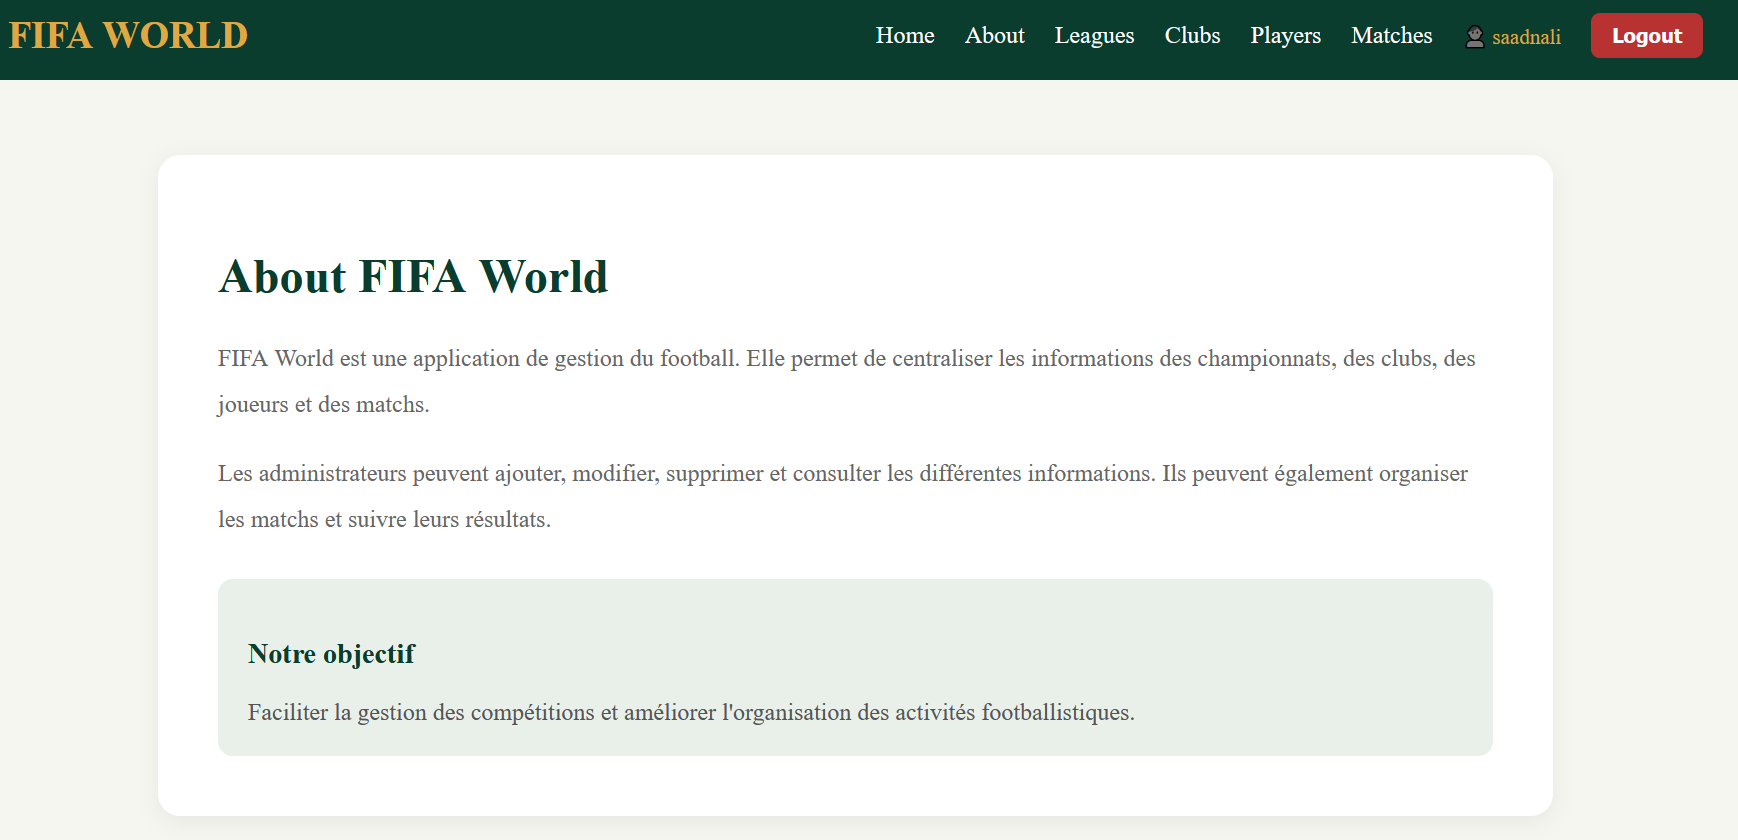 FIFA WORLD
Home About Leagues Clubs Players Matches saadnali Logout
About FIFA World
FIFA World est une application de gestion du football. Elle permet de centraliser les informations des championnats, des clubs, des
joueurs et des matchs.
Les administrateurs peuvent ajouter, modifier, supprimer et consulter les différentes informations. Ils peuvent également organiser
les matchs et suivre leurs résultats.
Notre objectif
Faciliter la gestion des compétitions et améliorer l'organisation des activités footballistiques.